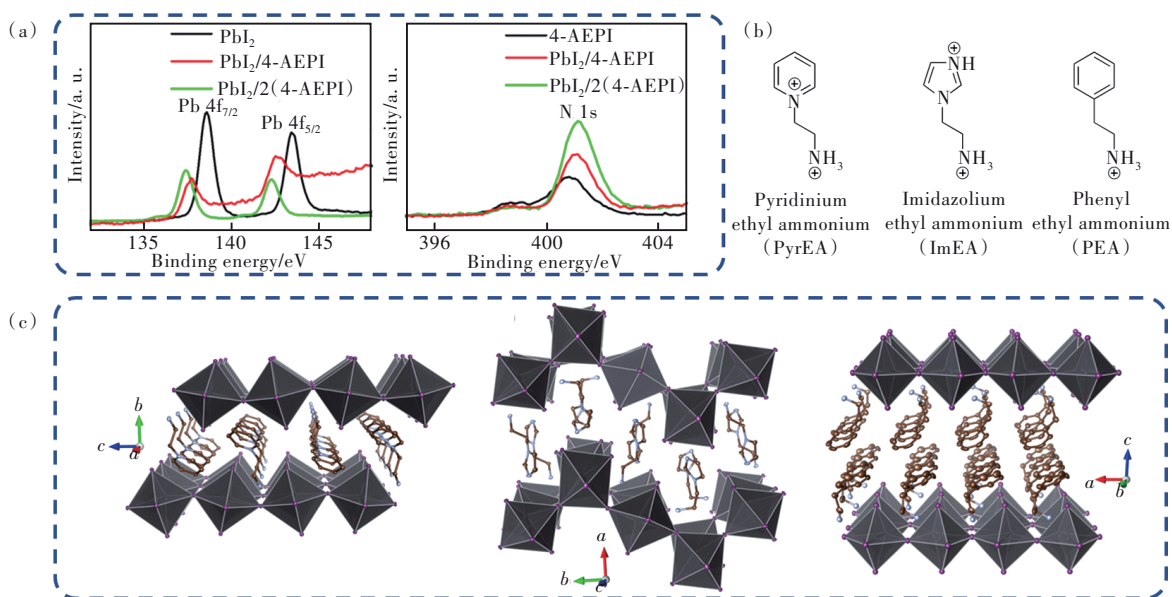 (a)
PbI₂
PbI₂/4-AEPI
PbI₂/2(4-AEPI)
Pb 4f₇/₂
Pb 4f₅/₂
Intensity/a. u.
135
140
145
Binding energy/eV
4-AEPI
PbI₂/4-AEPI
PbI₂/2(4-AEPI)
N 1s
Intensity/a. u.
396
400
404
Binding energy/eV
(b)
⊕
N
NH₃
⊕
Pyridinium
ethyl ammonium
(PyrEA)
⊕
NH
N
NH₃
⊕
Imidazolium
ethyl ammonium
(ImEA)
NH₃
⊕
Phenyl
ethyl ammonium
(PEA)
(c)
b
c
a
a
b
c
c
a
b